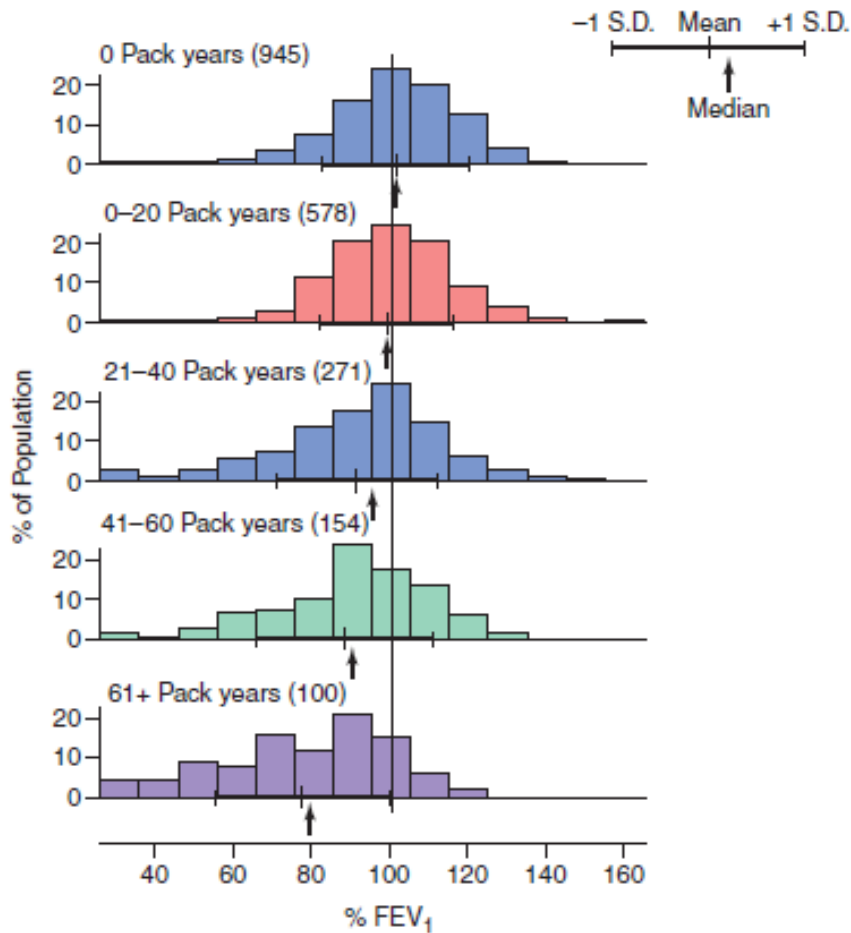 −1 S.D. Mean +1 S.D.
Median
0 Pack years (945)
20
10
0
0–20 Pack years (578)
20
10
0
21–40 Pack years (271)
20
10
0
41–60 Pack years (154)
20
10
0
61+ Pack years (100)
20
10
0
% of Population
40 60 80 100 120 140 160
% FEV₁